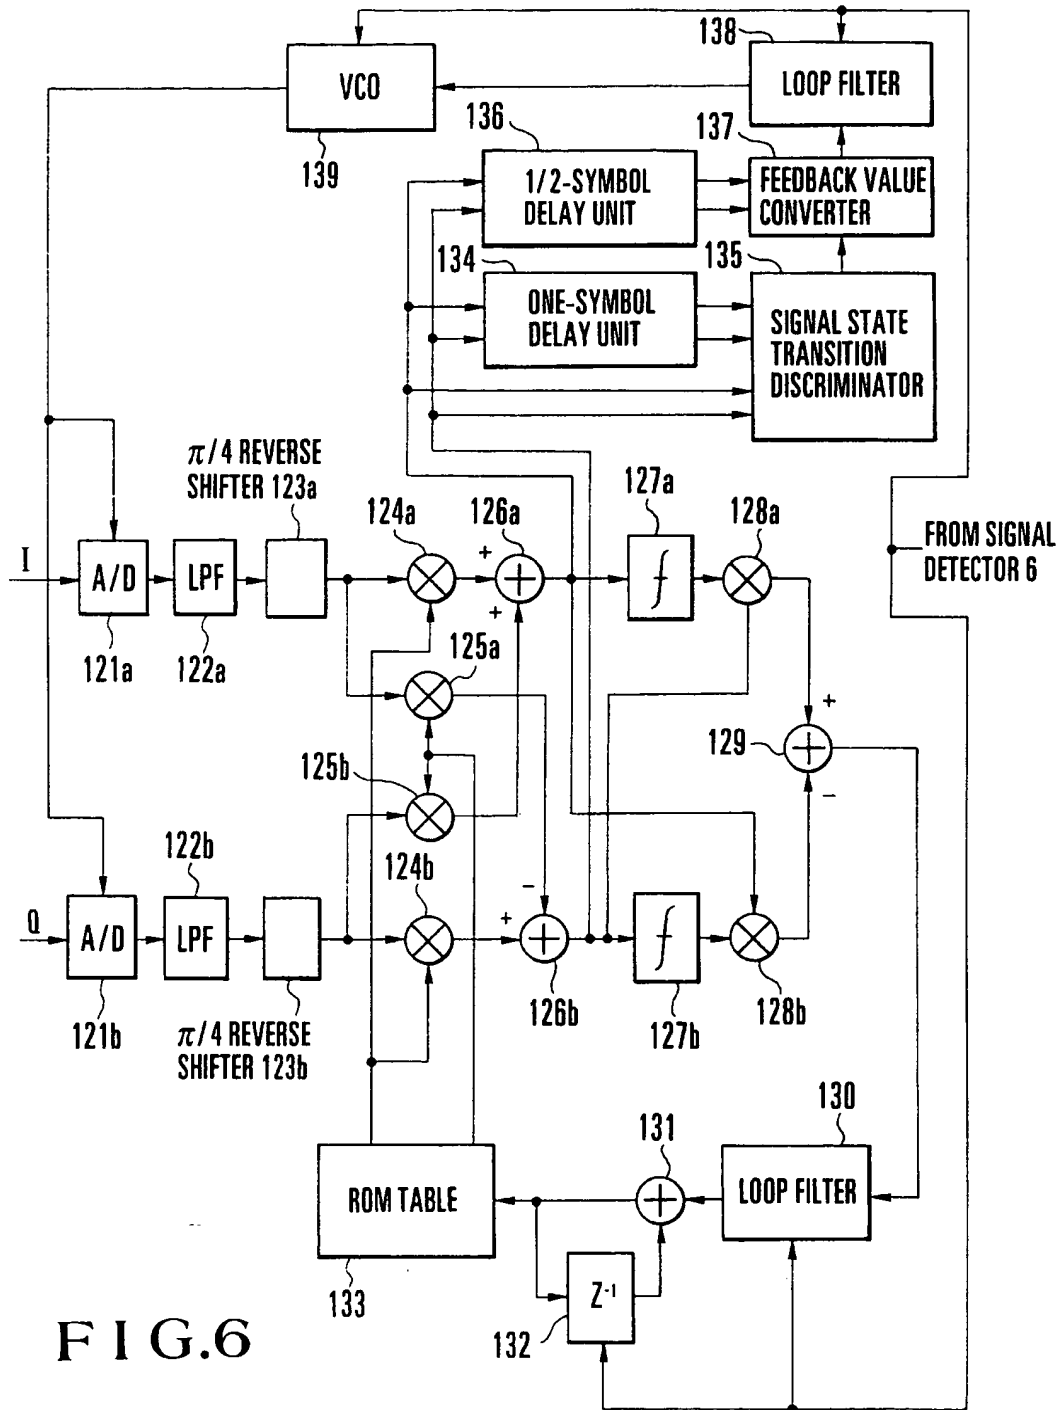 138
VCO
LOOP FILTER
136
137
139
1/2-SYMBOL
DELAY UNIT
FEEDBACK VALUE
CONVERTER
134
135
ONE-SYMBOL
DELAY UNIT
SIGNAL STATE
TRANSITION
DISCRIMINATOR
π/4 REVERSE
SHIFTER 123a
127a
124a
126a
128a
FROM SIGNAL
DETECTOR 6
I
A/D
LPF
+
+
∫
121a
122a
125a
+
129
−
125b
122b
124b
−
+
Q
A/D
LPF
∫
121b
π/4 REVERSE
SHIFTER 123b
126b
127b
128b
130
131
ROM TABLE
LOOP FILTER
133
Z-1
132
FIG.6